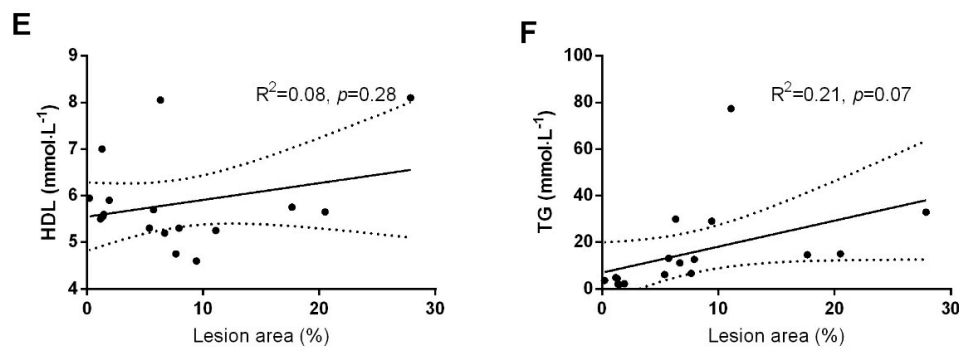 E
9
8
7
6
5
4
HDL (mmol·L⁻¹)
R²=0.08, p=0.28
0 10 20 30
Lesion area (%)
F
100
80
60
40
20
0
TG (mmol·L⁻¹)
R²=0.21, p=0.07
0 10 20 30
Lesion area (%)